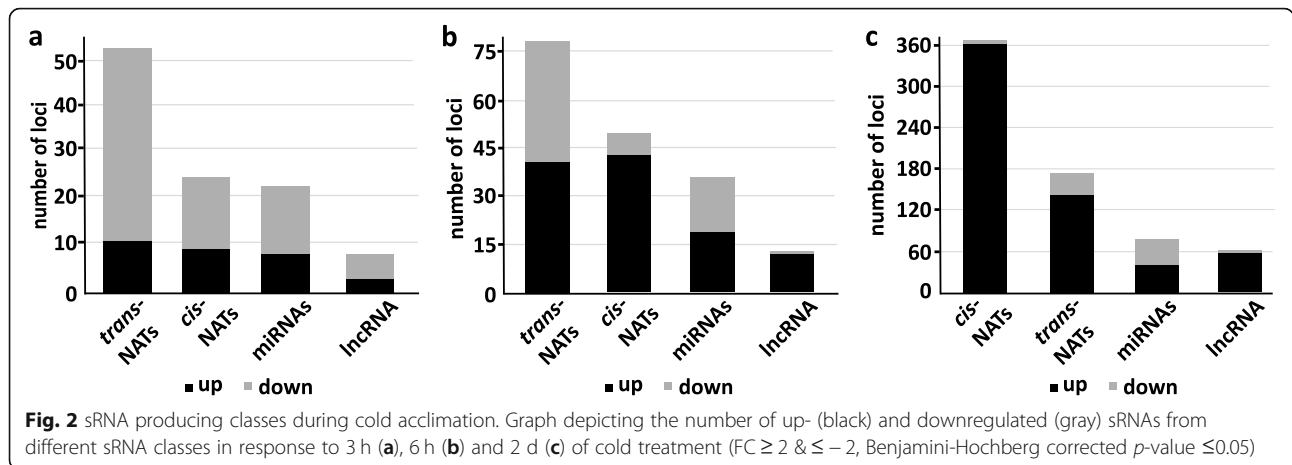 a
number of loci
50
40
30
20
10
0
trans-
NATs
cis-
NATs
miRNAs
lncRNA
up down
b
number of loci
75
60
45
30
15
0
trans-
NATs
cis-
NATs
miRNAs
lncRNA
up down
c
number of loci
360
300
240
180
120
60
0
cis-
NATs
trans-
NATs
miRNAs
lncRNA
up down
Fig. 2 sRNA producing classes during cold acclimation. Graph depicting the number of up- (black) and downregulated (gray) sRNAs from
different sRNA classes in response to 3 h (a), 6 h (b) and 2 d (c) of cold treatment (FC ≥ 2 & ≤ − 2, Benjamini-Hochberg corrected p-value ≤0.05)